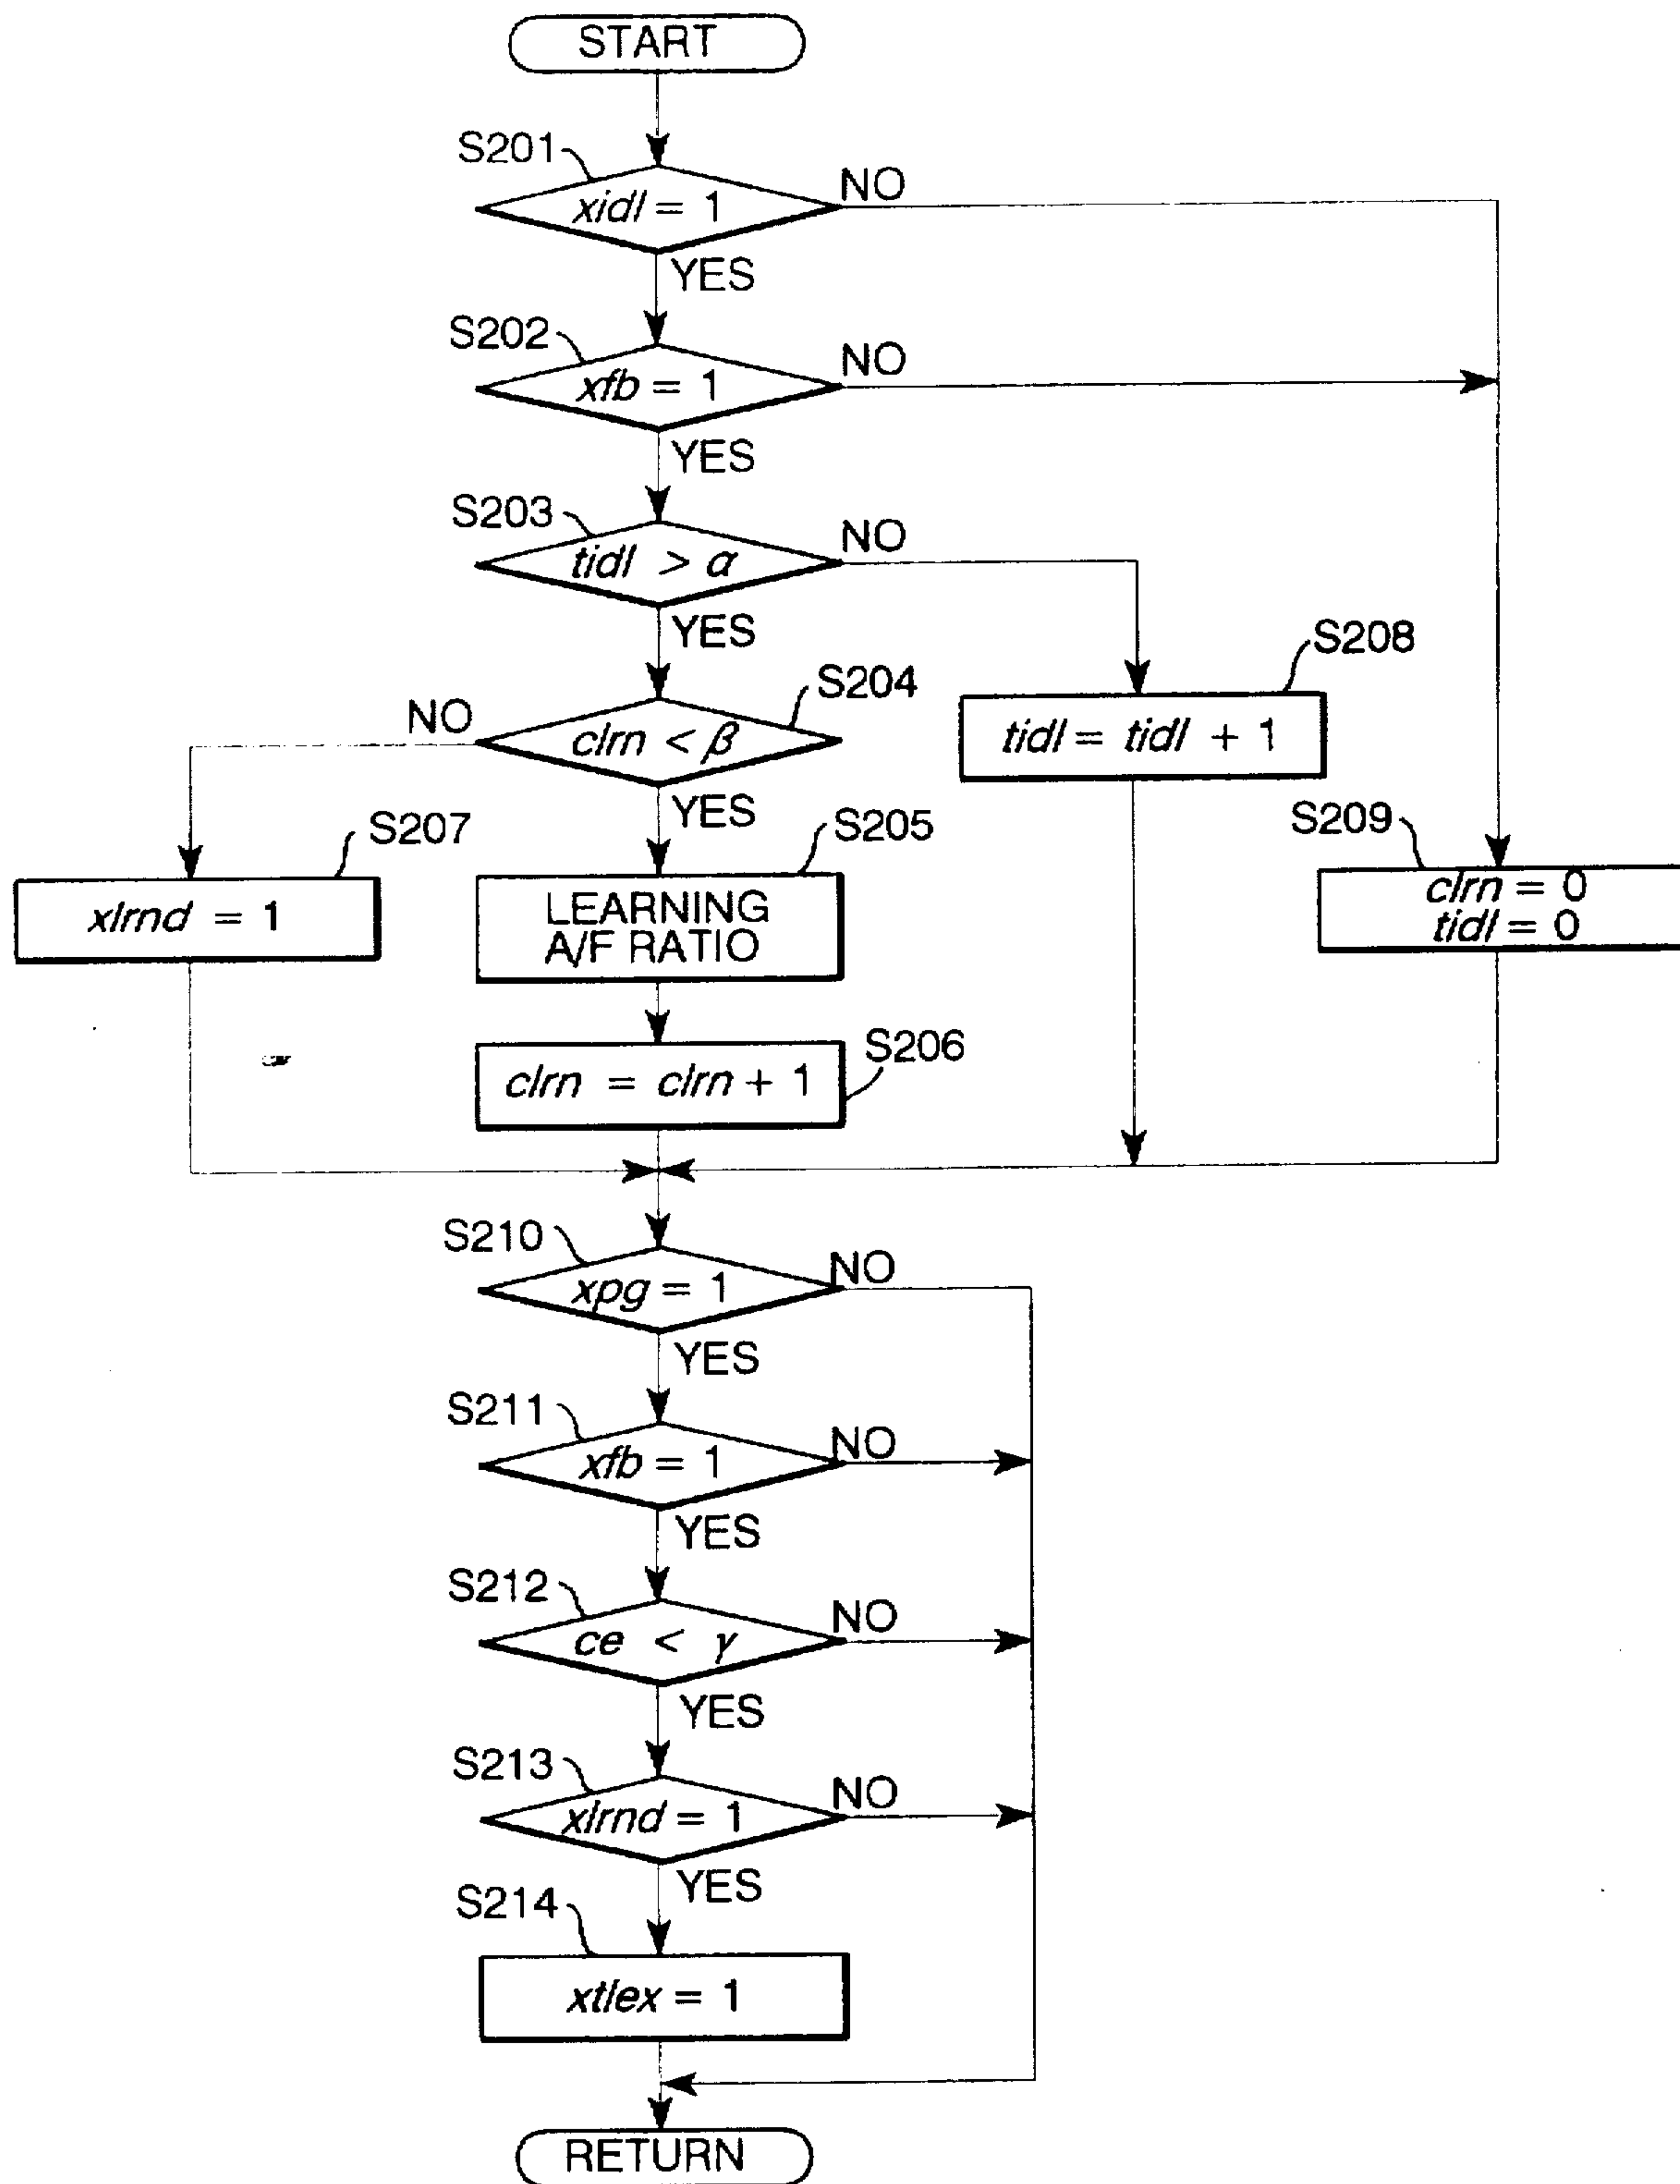 START
S201
xidl = 1
NO
YES
S202
xfb = 1
NO
YES
S203
tidl > α
NO
YES
S204
clrn < β
NO
YES
S208
tidl = tidl + 1
S207
xlrnd = 1
S205
LEARNING
A/F RATIO
S209
clrn = 0
tidl = 0
S206
clrn = clrn + 1
S210
xpg = 1
NO
YES
S211
xfb = 1
NO
YES
S212
ce < γ
NO
YES
S213
xlrnd = 1
NO
YES
S214
xtlex = 1
RETURN